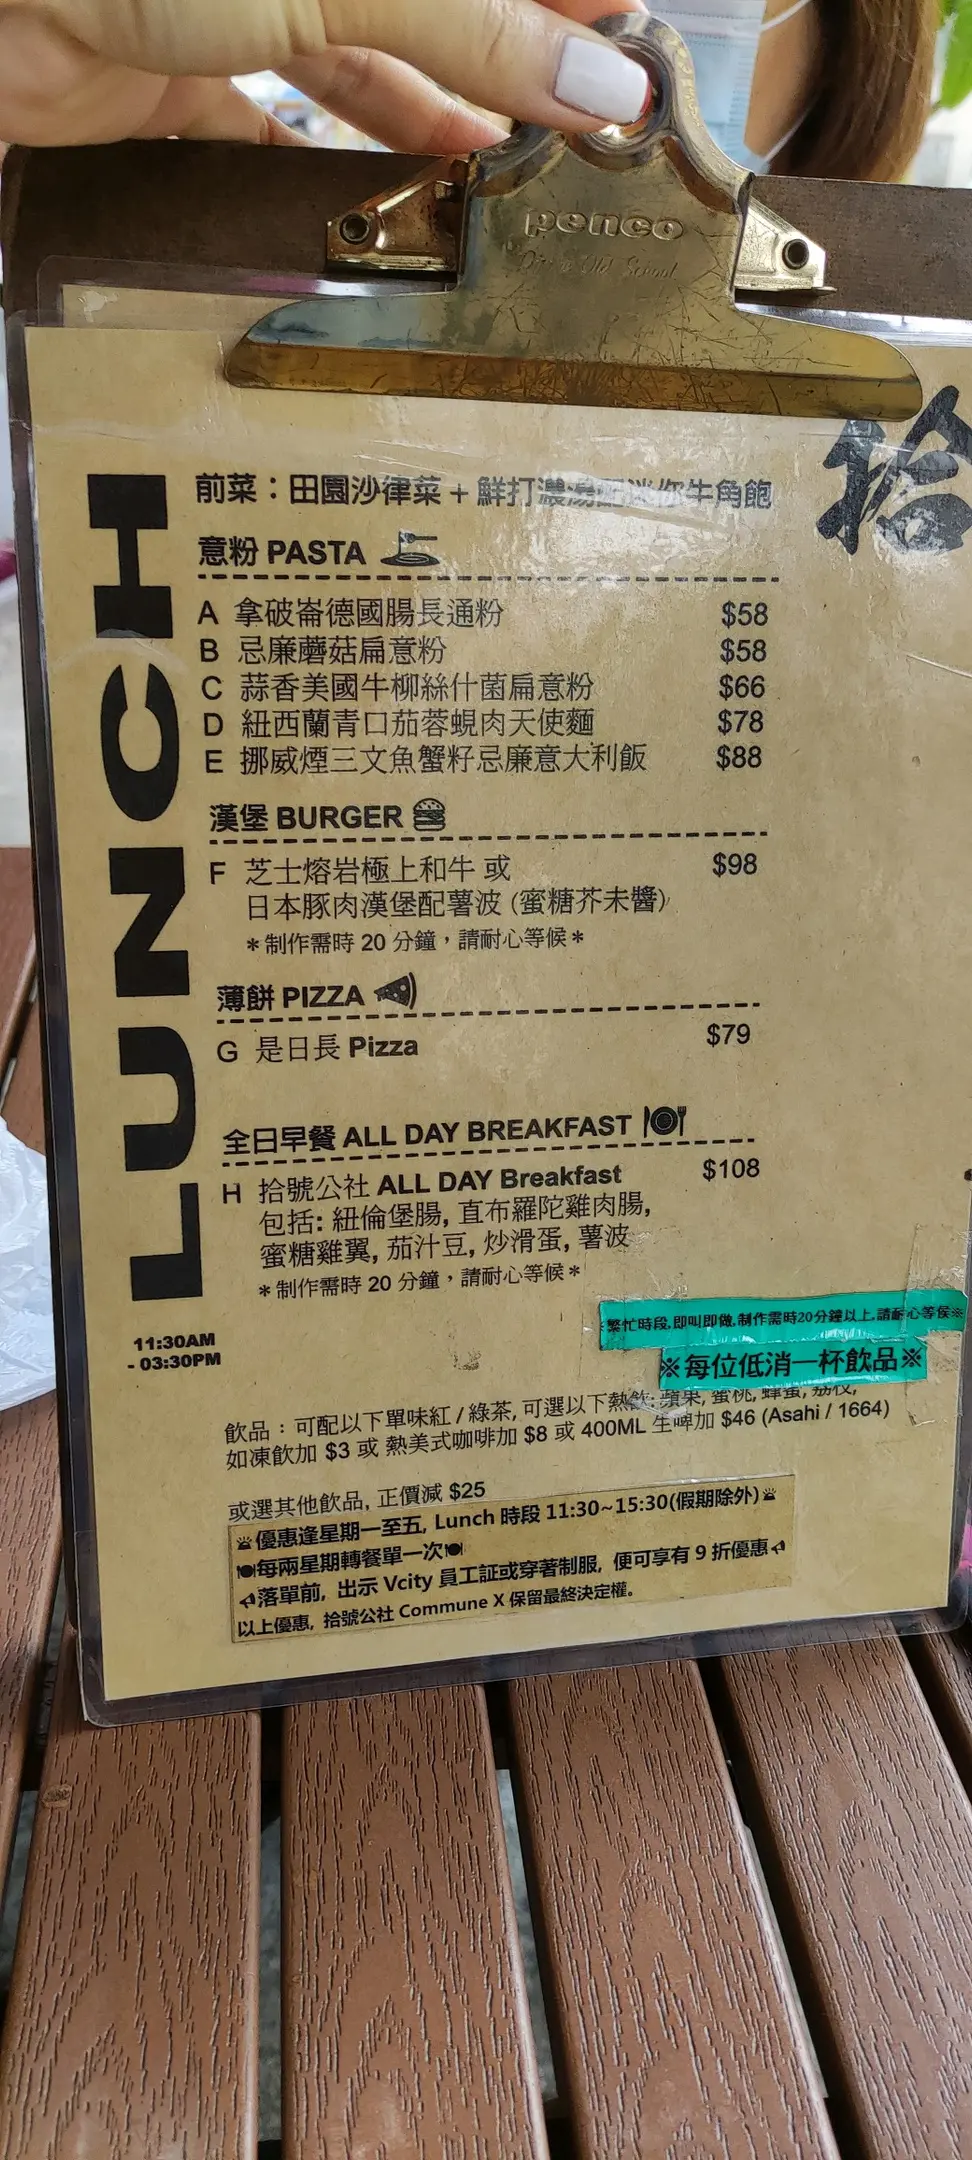 penco
拾
LUNCH
前菜：田園沙律菜 + 鮮打濃湯配迷你牛角飽
意粉 PASTA
A 拿破崙德國腸長通粉 $58
B 忌廉蘑菇扁意粉 $58
C 蒜香美國牛柳絲什菌扁意粉 $66
D 紐西蘭青口茄蓉蜆肉天使麵 $78
E 挪威煙三文魚蟹籽忌廉意大利飯 $88
漢堡 BURGER
F 芝士熔岩極上和牛 或 $98
日本豚肉漢堡配薯波 (蜜糖芥末醬)
＊制作需時 20 分鐘，請耐心等候＊
薄餅 PIZZA
G 是日長 Pizza $79
全日早餐 ALL DAY BREAKFAST
H 拾號公社 ALL DAY Breakfast $108
包括: 紐倫堡腸, 直布羅陀雞肉腸,
蜜糖雞翼, 茄汁豆, 炒滑蛋, 薯波
＊制作需時 20 分鐘，請耐心等候＊
11:30AM
- 03:30PM
※繁忙時段,即叫即做,制作需時20分鐘以上,請耐心等侯※
※每位低消一杯飲品※
飲品：可配以下單味紅 / 綠茶, 可選以下熱飲: 蘋果, 蜜桃, 蜂蜜, 荔枝,
如凍飲加 $3 或 熱美式咖啡加 $8 或 400ML 生啤加 $46 (Asahi / 1664)
或選其他飲品, 正價減 $25
優惠逢星期一至五, Lunch 時段 11:30~15:30(假期除外)
每兩星期轉餐單一次
落單前, 出示 Vcity 員工証或穿著制服, 便可享有 9 折優惠
以上優惠, 拾號公社 Commune X 保留最終決定權。